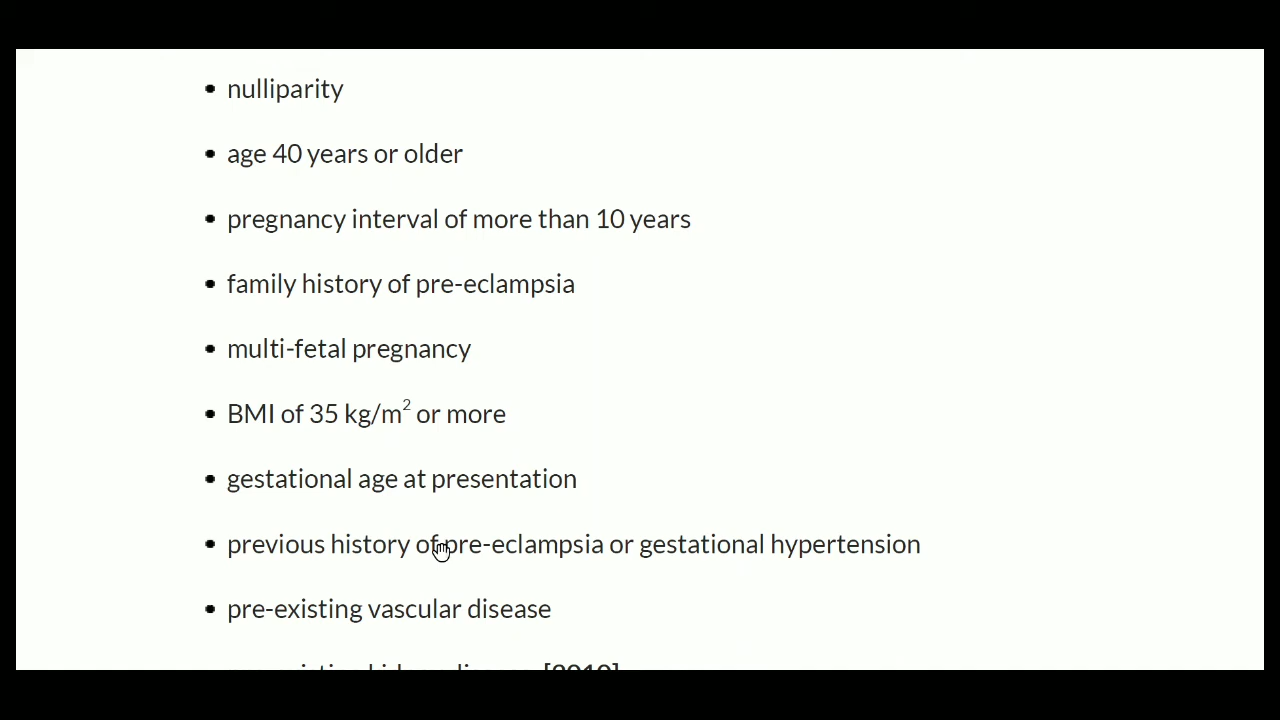 • nulliparity
• age 40 years or older
• pregnancy interval of more than 10 years
• family history of pre-eclampsia
• multi-fetal pregnancy
• BMI of 35 kg/m² or more
• gestational age at presentation
• previous history of pre-eclampsia or gestational hypertension
• pre-existing vascular disease